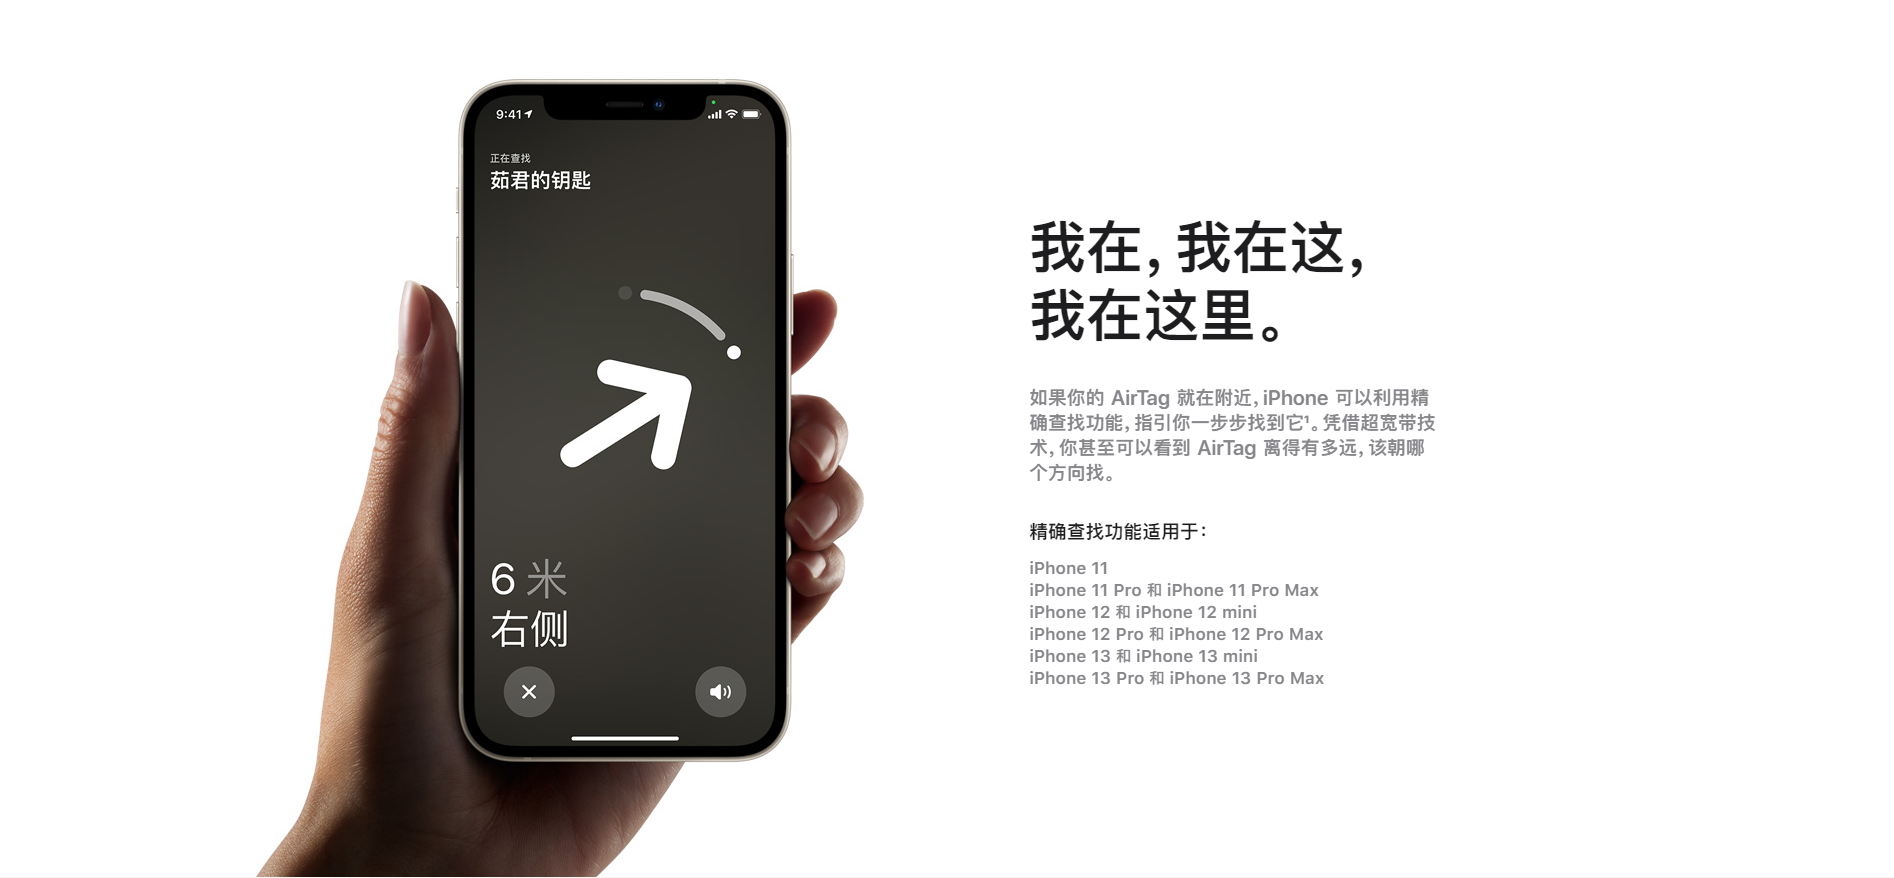 9:41
正在查找
茹君的钥匙
6 米
右侧
我在，我在这，
我在这里。
如果你的 AirTag 就在附近，iPhone 可以利用精
确查找功能，指引你一步步找到它¹。凭借超宽带技
术，你甚至可以看到 AirTag 离得有多远，该朝哪
个方向找。
精确查找功能适用于：
iPhone 11
iPhone 11 Pro 和 iPhone 11 Pro Max
iPhone 12 和 iPhone 12 mini
iPhone 12 Pro 和 iPhone 12 Pro Max
iPhone 13 和 iPhone 13 mini
iPhone 13 Pro 和 iPhone 13 Pro Max